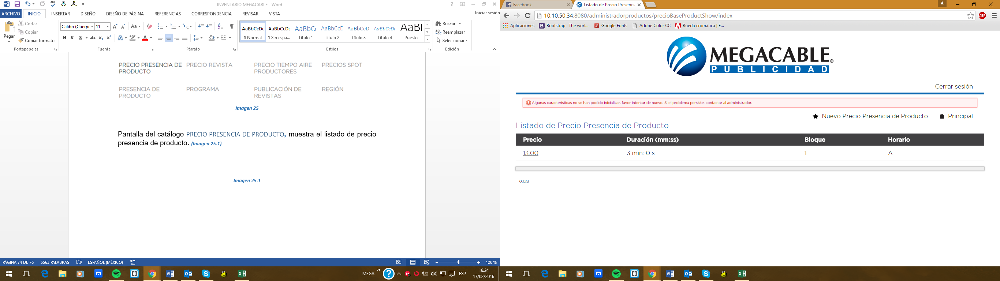 INVENTARIO MEGACABLE - Word
ARCHIVO INICIO INSERTAR DISEÑO DISEÑO DE PÁGINA REFERENCIAS CORRESPONDENCIA REVISAR VISTA Iniciar sesión
Pegar
Cortar
Copiar
Copiar formato
Portapapeles
Calibri (Cuerpo 11
N K S abc x₂ x²
Fuente
Párrafo
AaBbCcDc AaBbCcDc AaBbCc AaBbCcE AaBbCcD AaBbCcDc AaBl
¶ Normal ¶ Sin espa... Título 1 Título 2 Título 3 Título 4 Puesto
Estilos
Buscar
Reemplazar
Seleccionar
Edición
PRECIO PRESENCIA DE PRECIO REVISTA PRECIO TIEMPO AIRE PRECIOS SPOT
PRODUCTO PRODUCTORES
PRESENCIA DE PROGRAMA PUBLICACIÓN DE REGIÓN
PRODUCTO REVISTAS
Imagen 25
Pantalla del catálogo PRECIO PRESENCIA DE PRODUCTO, muestra el listado de precio
presencia de producto. (Imagen 25.1)
Imagen 25.1
PÁGINA 74 DE 76 5563 PALABRAS ESPAÑOL (MÉXICO) 120 %
MEGA » ESP 16:24
17/02/2016
Facebook Listado de Precio Presenci
10.10.50.34:8080/administradorproductos/precioBaseProductShow/index
Aplicaciones Bootstrap · The worl... Google Fonts Adobe Color CC Rueda cromática | E...
ABP
MEGACABLE®
PUBLICIDAD
Cerrar sesión
Algunas características no se han podido inicializar, favor intentar de nuevo. Si el problema persiste, contactar al administrador.
Nuevo Precio Presencia de Producto Principal
Listado de Precio Presencia de Producto
Precio Duración (mm:ss) Bloque Horario
13.00 3 min: 0 s 1 A
0.1.23